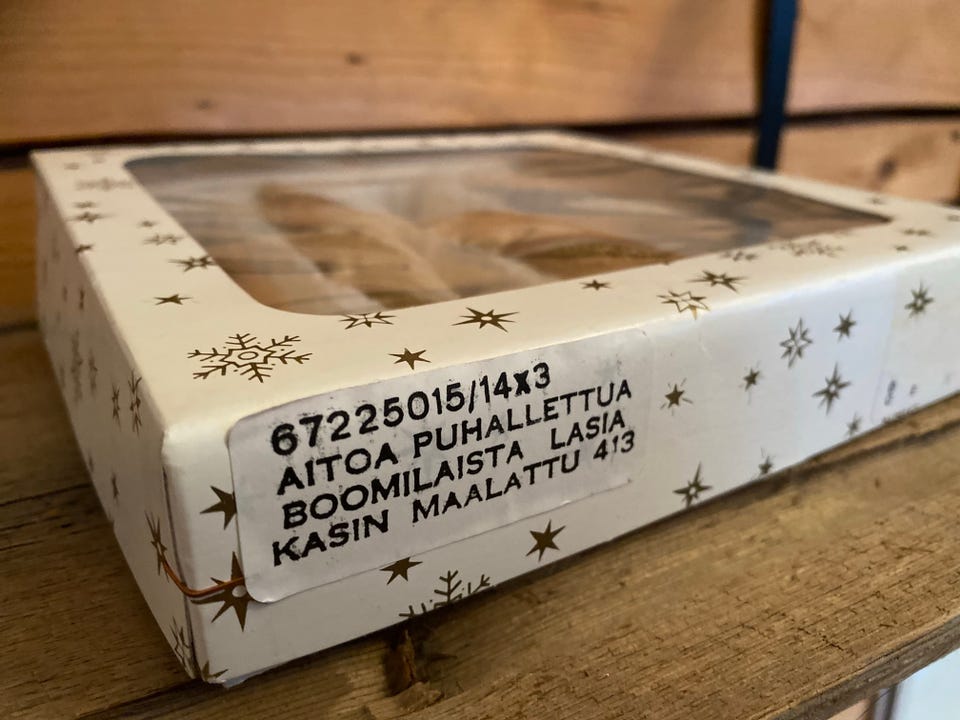 67225015/14x3
AITOA PUHALLETTUA
BOOMILAISTA LASIA
KASIN MAALATTU 413